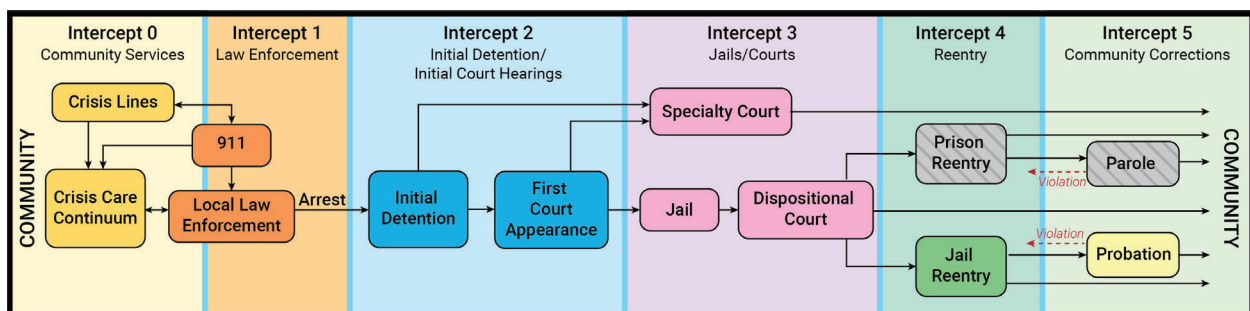 Intercept 0
Community Services
Intercept 1
Law Enforcement
Intercept 2
Initial Detention/
Initial Court Hearings
Intercept 3
Jails/Courts
Intercept 4
Reentry
Intercept 5
Community Corrections
COMMUNITY
Crisis Lines
911
Crisis Care
Continuum
Local Law
Enforcement
Arrest
Initial
Detention
First
Court
Appearance
Specialty Court
Jail
Dispositional
Court
Prison
Reentry
Parole
Violation
Jail
Reentry
Violation
Probation
COMMUNITY